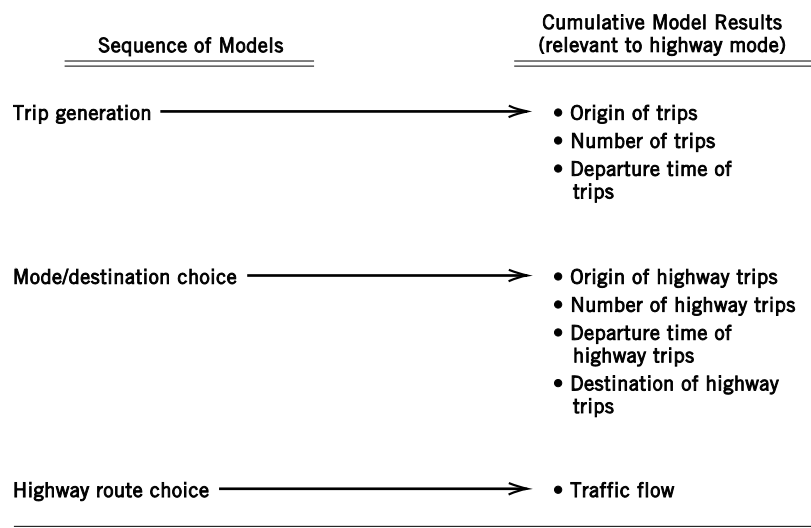 Sequence of Models
Cumulative Model Results
(relevant to highway mode)
Trip generation
• Origin of trips
• Number of trips
• Departure time of
trips
Mode/destination choice
• Origin of highway trips
• Number of highway trips
• Departure time of
highway trips
• Destination of highway
trips
Highway route choice
• Traffic flow